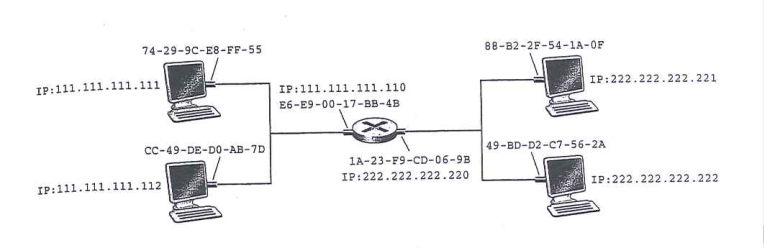 74-29-9C-E8-FF-55
IP:111.111.111.111
IP:111.111.111.110
E6-E9-00-17-BB-4B
CC-49-DE-D0-AB-7D
IP:111.111.111.112
88-B2-2F-54-1A-0F
IP:222.222.222.221
1A-23-F9-CD-06-9B
IP:222.222.222.220
49-BD-D2-C7-56-2A
IP:222.222.222.222